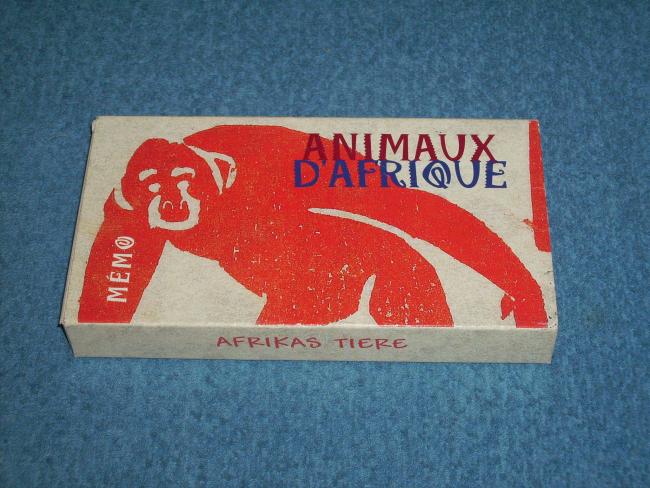 ANIMAUX
D'AFRIQUE
MÉMO
AFRIKAS TIERE